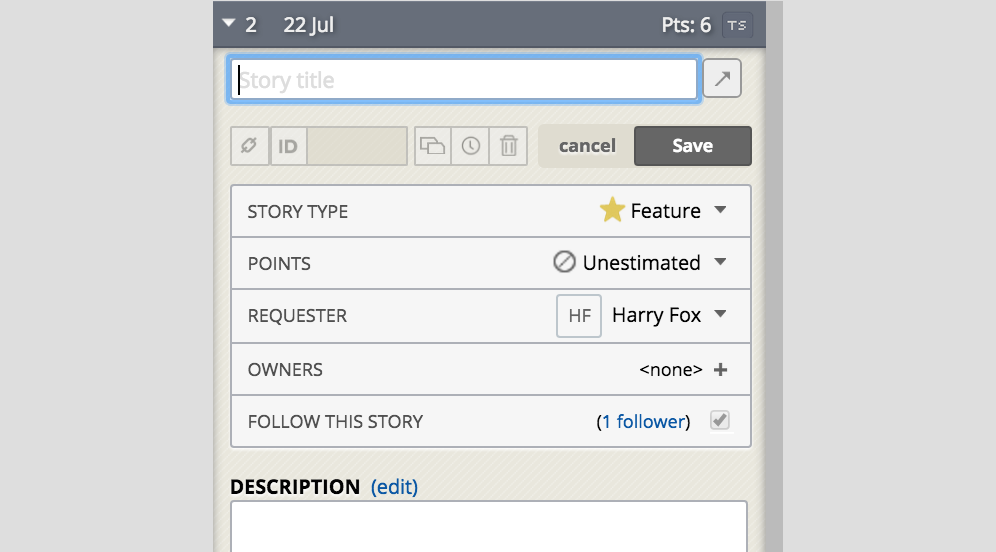 2 22 Jul Pts: 6 TS
Story title
ID cancel Save
STORY TYPE Feature
POINTS Unestimated
REQUESTER HF Harry Fox
OWNERS <none> +
FOLLOW THIS STORY (1 follower)
DESCRIPTION (edit)